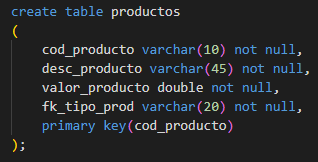 create table productos
(
cod_producto varchar(10) not null,
desc_producto varchar(45) not null,
valor_producto double not null,
fk_tipo_prod varchar(20) not null,
primary key(cod_producto)
);